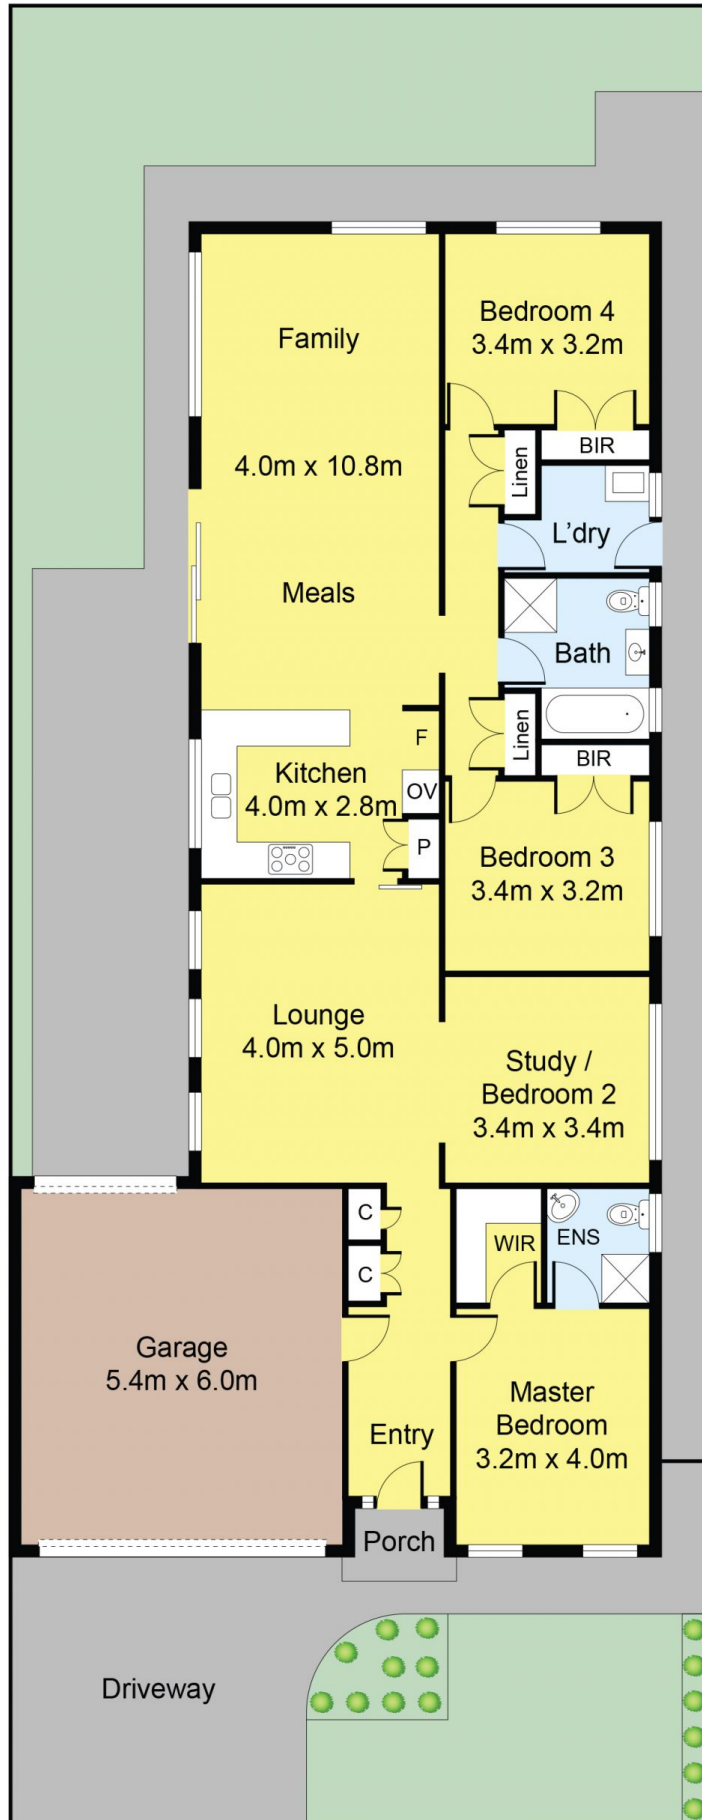 Bedroom 4
3.4m x 3.2m
Family
BIR
Linen
4.0m x 10.8m
L'dry
Meals
Bath
Linen
F
BIR
Kitchen
4.0m x 2.8m
OV
P
Bedroom 3
3.4m x 3.2m
Lounge
4.0m x 5.0m
Study /
Bedroom 2
3.4m x 3.4m
C
WIR
ENS
C
Garage
5.4m x 6.0m
Master
Bedroom
3.2m x 4.0m
Entry
Porch
Driveway